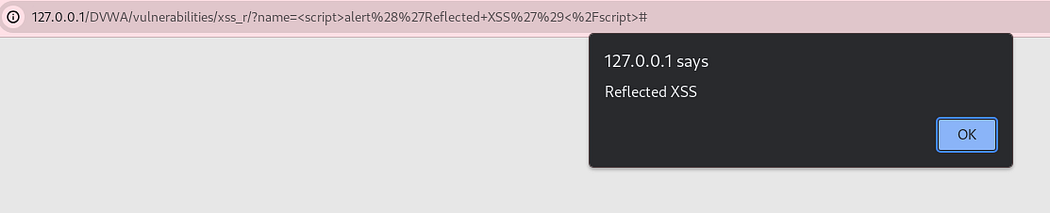 127.0.0.1/DVWA/vulnerabilities/xss_r/?name=<script>alert%28%27Reflected+XSS%27%29<%2Fscript>#
127.0.0.1 says
Reflected XSS
OK